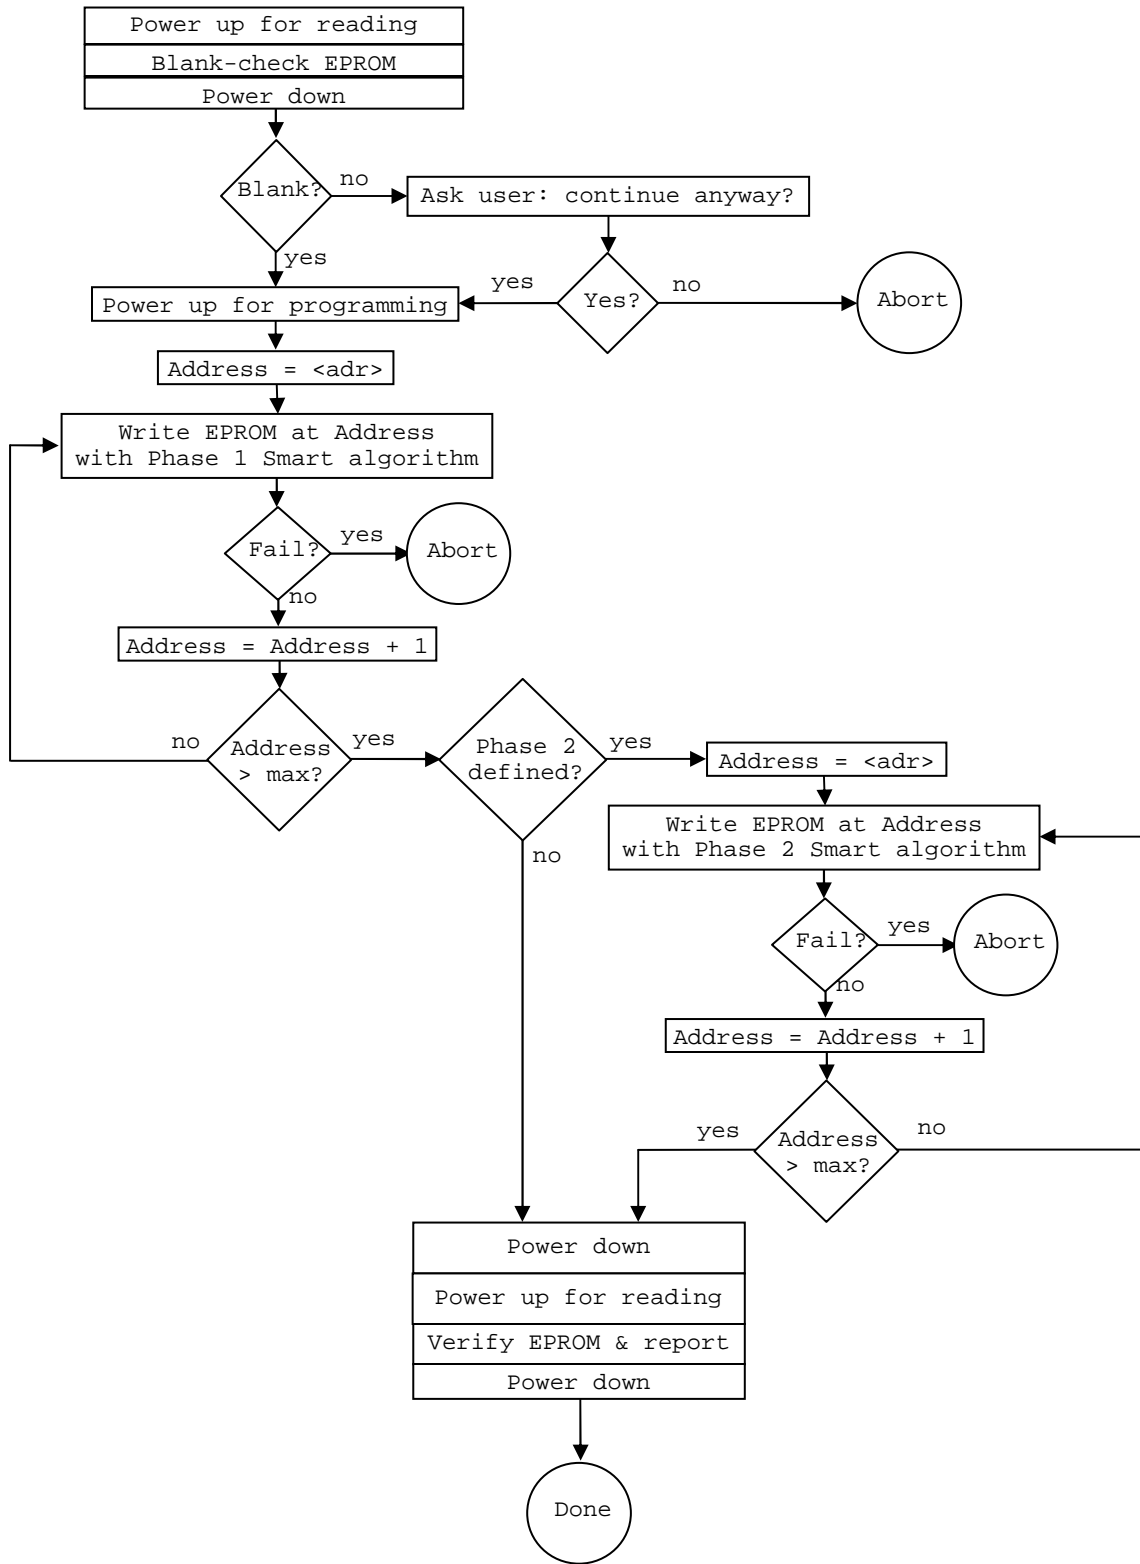 Power up for reading
Blank-check EPROM
Power down
Blank?
no
Ask user: continue anyway?
yes
Power up for programming
yes
Yes?
no
Abort
Address = <adr>
Write EPROM at Address
with Phase 1 Smart algorithm
Fail?
yes
Abort
no
Address = Address + 1
no
Address
> max?
yes
Phase 2
defined?
yes
Address = <adr>
no
Write EPROM at Address
with Phase 2 Smart algorithm
Fail?
yes
Abort
no
Address = Address + 1
yes
Address
> max?
no
Power down
Power up for reading
Verify EPROM & report
Power down
Done